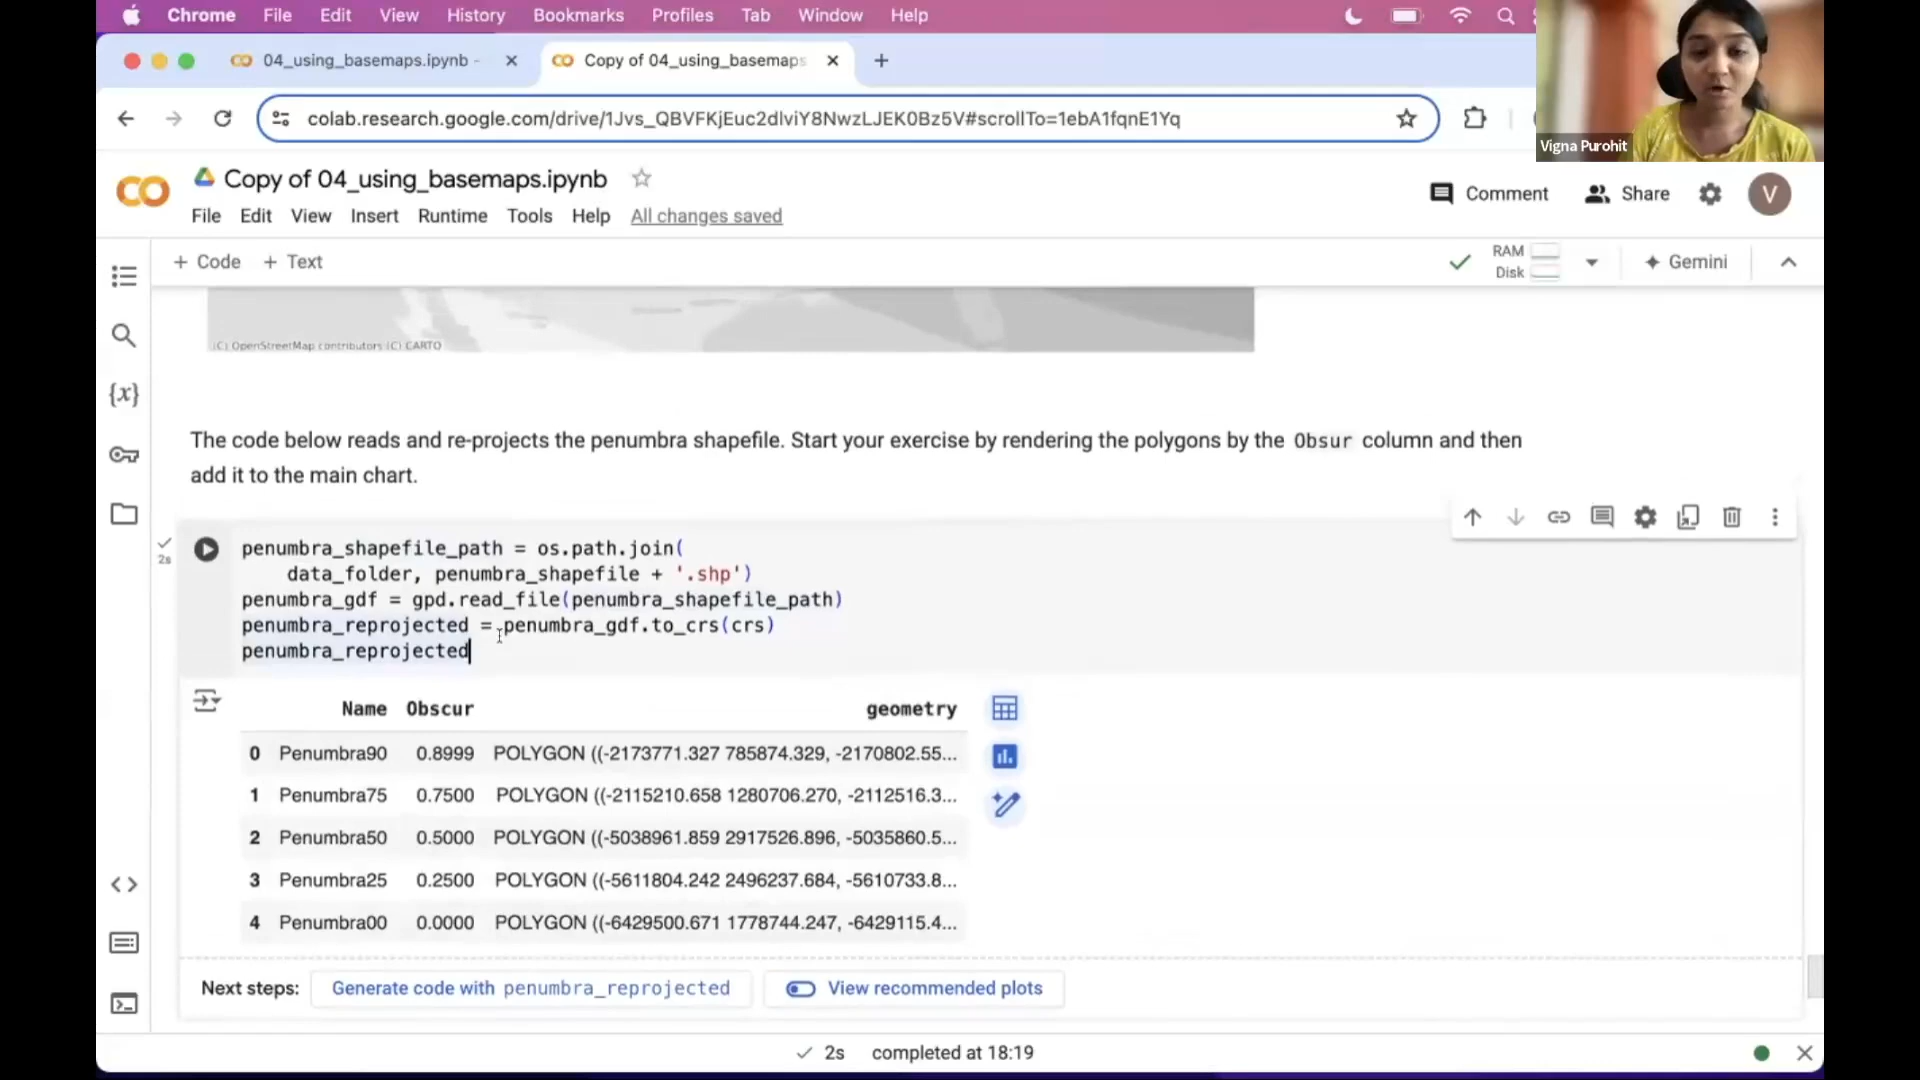 Chrome File Edit View History Bookmarks Profiles Tab Window Help
04_using_basemaps.ipynb -
Copy of 04_using_basemaps
colab.research.google.com/drive/1Jvs_QBVFKjEuc2dlviY8NwzLJEK0Bz5V#scrollTo=1ebA1fqnE1Yq
Vigna Purohit
Copy of 04_using_basemaps.ipynb
Comment Share V
File Edit View Insert Runtime Tools Help All changes saved
+ Code + Text
RAM
Disk
Gemini
(C) OpenStreetMap contributors (C) CARTO
The code below reads and re-projects the penumbra shapefile. Start your exercise by rendering the polygons by the Obsur column and then
add it to the main chart.
2s
penumbra_shapefile_path = os.path.join(
data_folder, penumbra_shapefile + '.shp')
penumbra_gdf = gpd.read_file(penumbra_shapefile_path)
penumbra_reprojected = penumbra_gdf.to_crs(crs)
penumbra_reprojected
Name Obscur geometry
0 Penumbra90 0.8999 POLYGON ((-2173771.327 785874.329, -2170802.55...
1 Penumbra75 0.7500 POLYGON ((-2115210.658 1280706.270, -2112516.3...
2 Penumbra50 0.5000 POLYGON ((-5038961.859 2917526.896, -5035860.5...
3 Penumbra25 0.2500 POLYGON ((-5611804.242 2496237.684, -5610733.8...
4 Penumbra00 0.0000 POLYGON ((-6429500.671 1778744.247, -6429115.4...
Next steps: Generate code with penumbra_reprojected View recommended plots
2s completed at 18:19